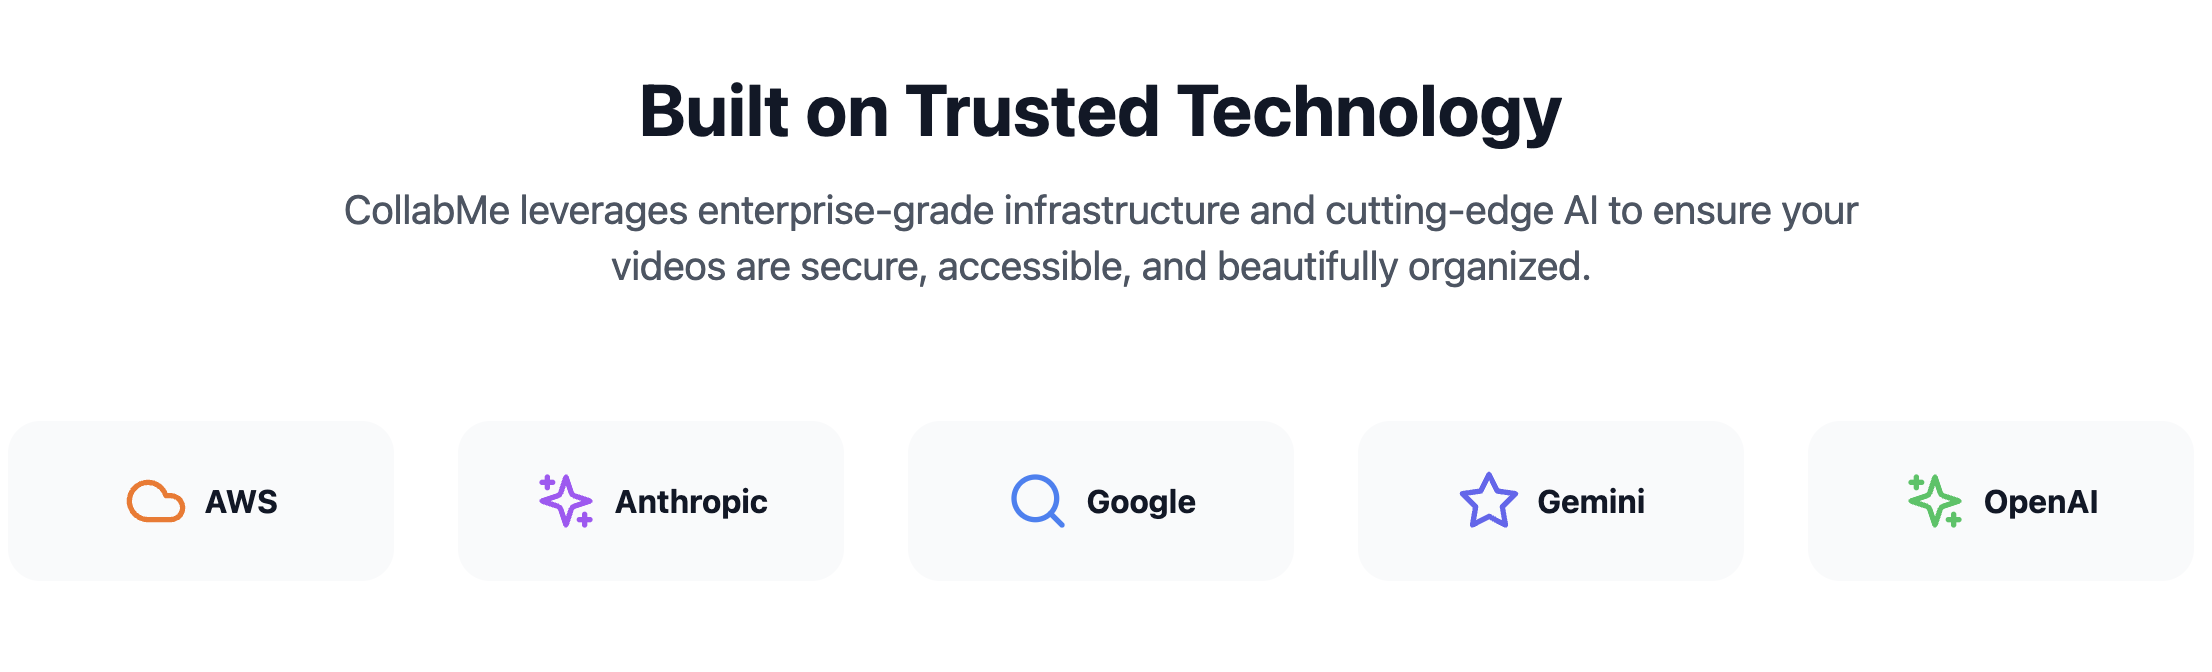 Built on Trusted Technology
CollabMe leverages enterprise-grade infrastructure and cutting-edge AI to ensure your
videos are secure, accessible, and beautifully organized.
AWS
Anthropic
Google
Gemini
OpenAI